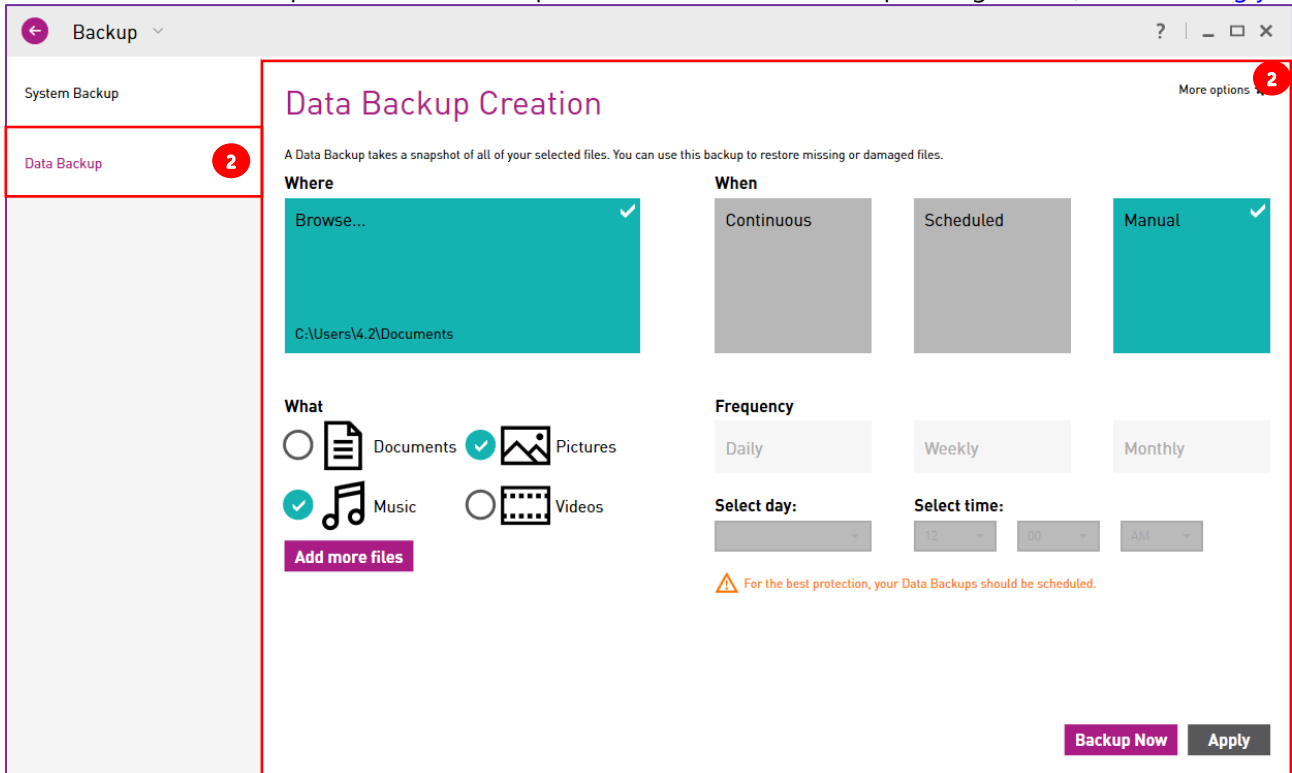 Backup
?
System Backup
Data Backup
2
Data Backup Creation
More options
2
A Data Backup takes a snapshot of all of your selected files. You can use this backup to restore missing or damaged files.
Where
When
Browse...
C:\Users\4.2\Documents
Continuous
Scheduled
Manual
What
Documents
Pictures
Music
Videos
Add more files
Frequency
Daily
Weekly
Monthly
Select day:
Select time:
12
00
AM
For the best protection, your Data Backups should be scheduled.
Backup Now
Apply